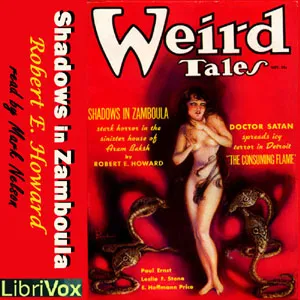 Shadows in Zamboula
Robert E. Howard
read by Mark Nelson
LibriVox
Weird
Tales
SHADOWS IN ZAMBOULA
stark horror in the
sinister house of
Aram Baksh
by
ROBERT E. HOWARD
DOCTOR SATAN
spreads icy
terror in Detroit
"THE CONSUMING FLAME"
Paul Ernst
Leslie F. Stone
E. Hoffmann Price